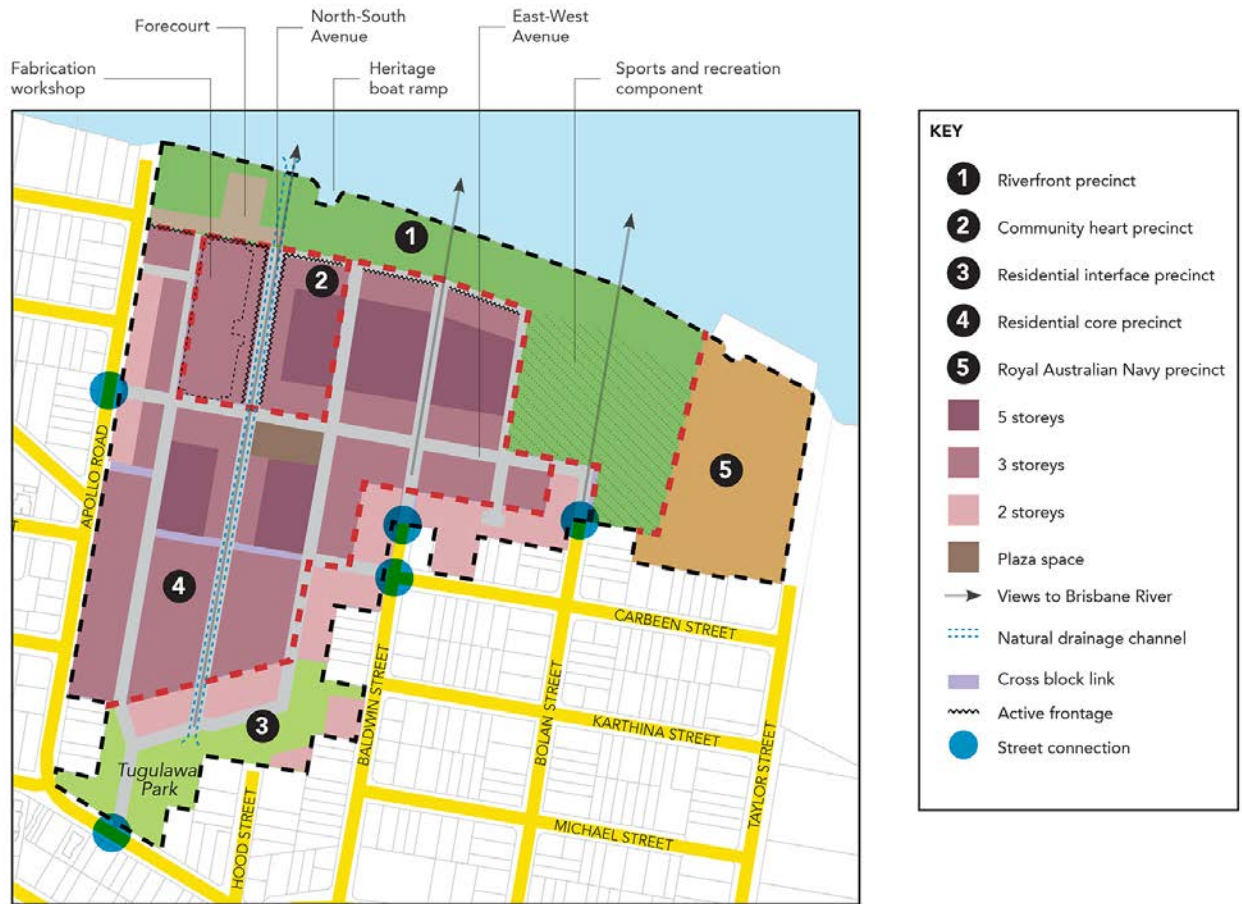 Forecourt
North-South
Avenue
East-West
Avenue
Fabrication
workshop
Heritage
boat ramp
Sports and recreation
component
1
2
5
4
3
APOLLO ROAD
T
CARBEEN STREET
BALDWIN STREET
BOLAN STREET
KARTHINA STREET
TAYLOR STREET
Tugulawa
Park
HOOD STREET
MICHAEL STREET
KEY
1 Riverfront precinct
2 Community heart precinct
3 Residential interface precinct
4 Residential core precinct
5 Royal Australian Navy precinct
5 storeys
3 storeys
2 storeys
Plaza space
Views to Brisbane River
Natural drainage channel
Cross block link
Active frontage
Street connection